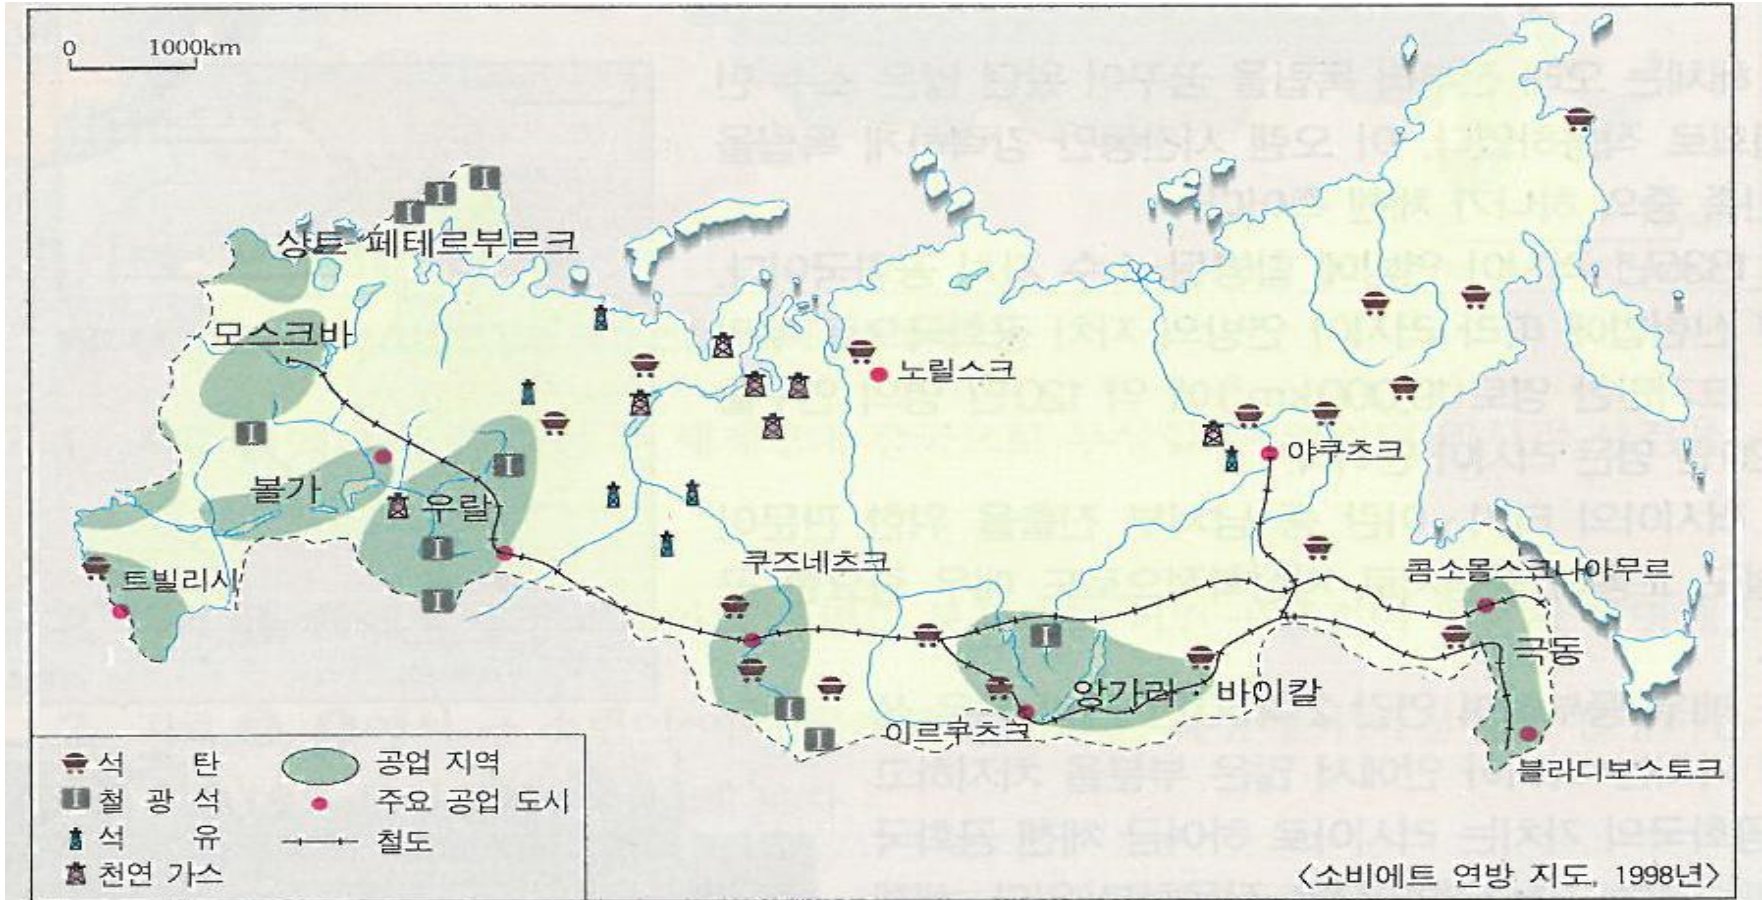 0 1000km
상트 페테르부르크
모스크바
노릴스크
야쿠츠크
볼가
우랄
쿠즈네츠크
콤소몰스크나아무르
트빌리시
극동
앙가라·바이칼
이르쿠츠크
블라디보스토크
석 탄
공업 지역
철 광 석
주요 공업 도시
석 유
철도
천연 가스
<소비에트 연방 지도, 1998년>